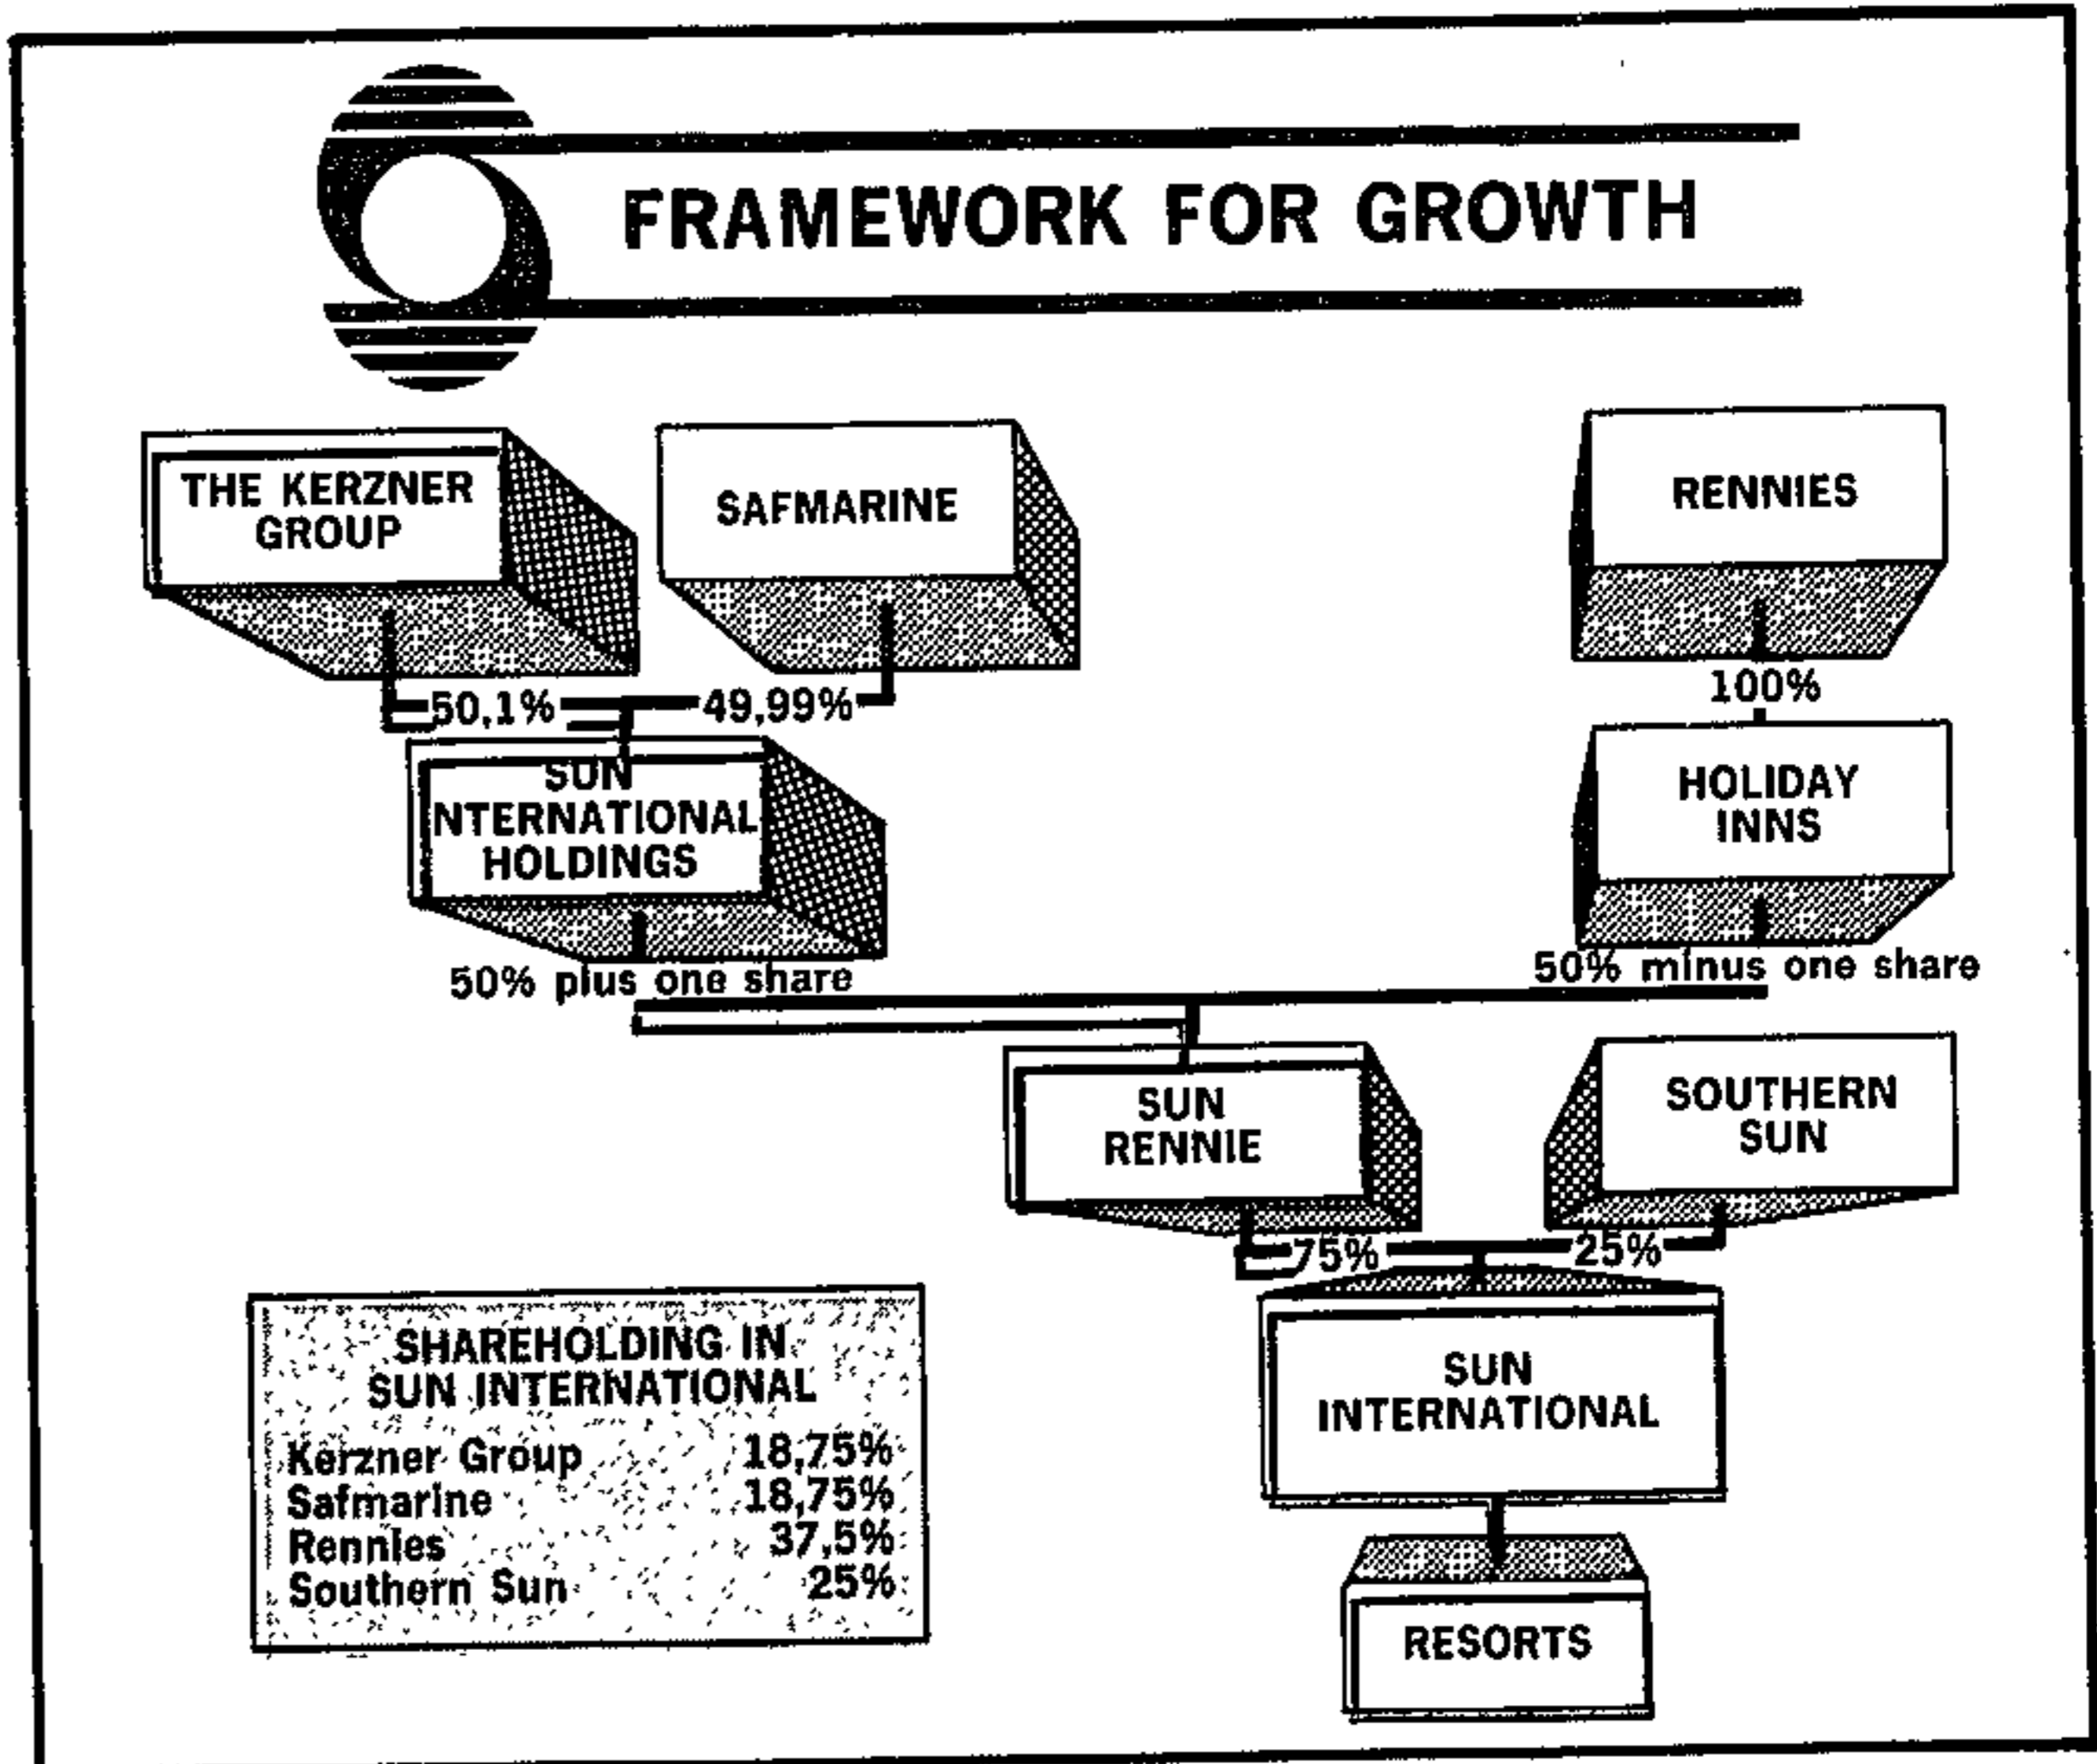 FRAMEWORK FOR GROWTH
THE KERZNER
GROUP
SAFMARINE
RENNIES
50,1%
49,99%
100%
SUN
NTERNATIONAL
HOLDINGS
HOLIDAY
INNS
50% plus one share
50% minus one share
SUN
RENNIE
SOUTHERN
SUN
75%
25%
SHAREHOLDING IN
SUN INTERNATIONAL
Kerzner Group 18,75%
Safmarine 18,75%
Rennies 37,5%
Southern Sun 25%
SUN
INTERNATIONAL
RESORTS